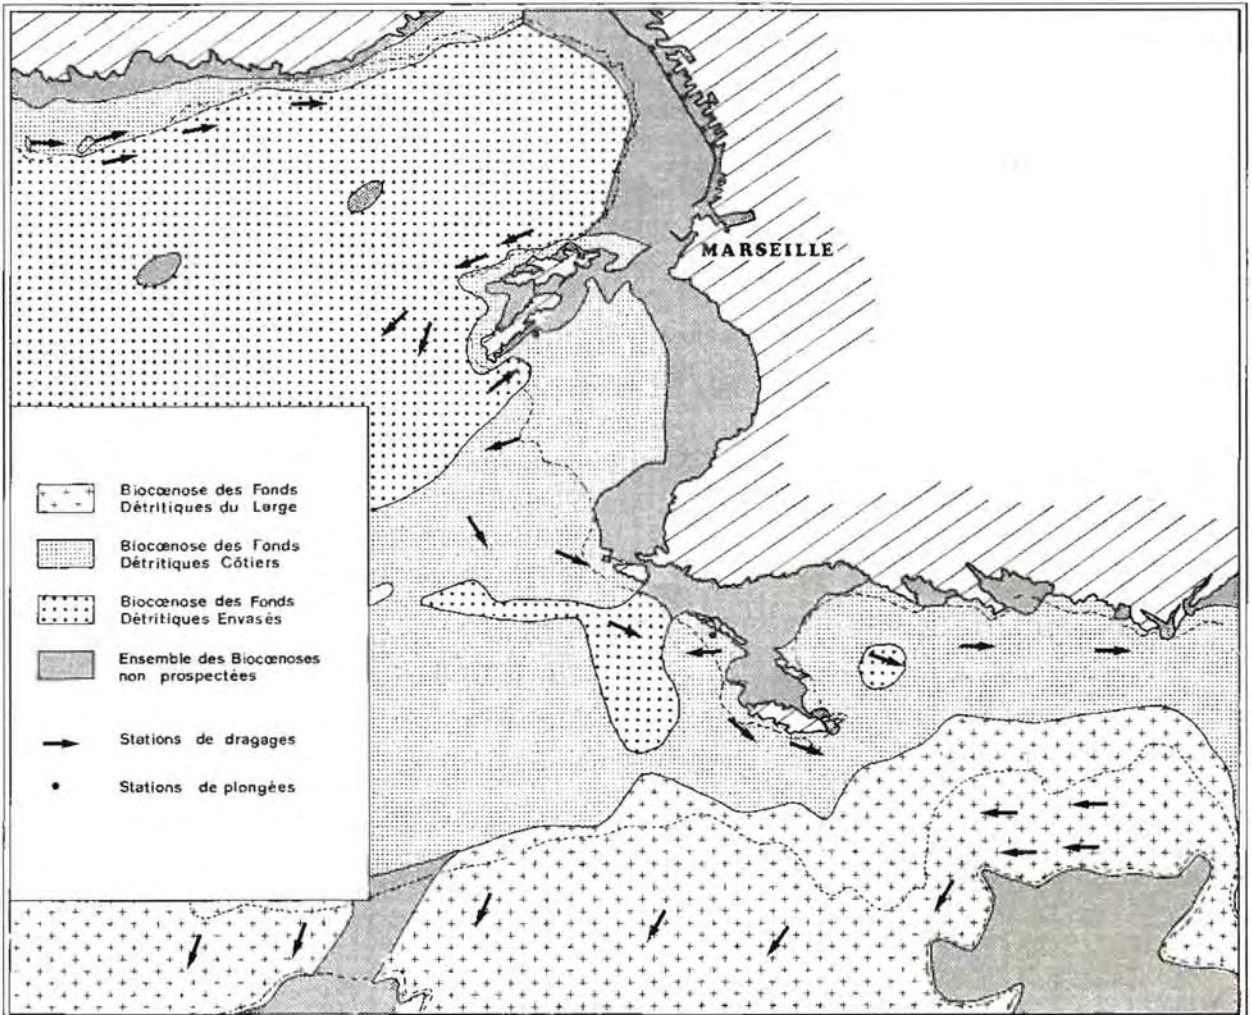 MARSEILLE
Biocœnose des Fonds
Détritiques du Large
Biocœnose des Fonds
Détritiques Côtiers
Biocœnose des Fonds
Détritiques Envasés
Ensemble des Biocœnoses
non prospectées
Stations de dragages
Stations de plongées